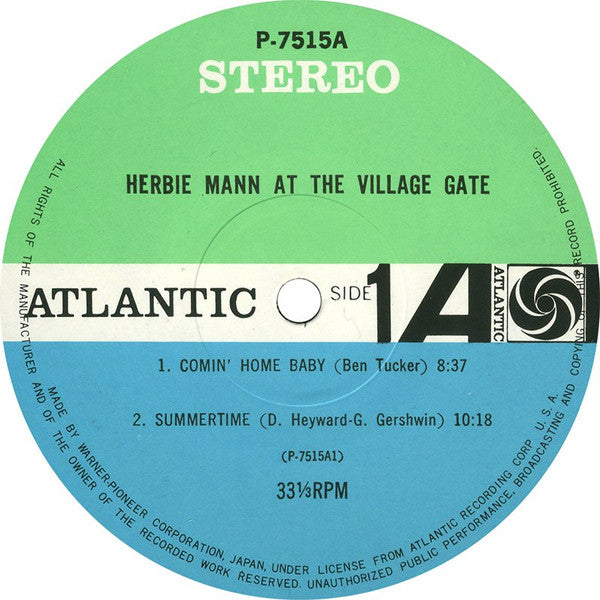 P-7515A
STEREO
HERBIE MANN AT THE VILLAGE GATE
ATLANTIC
SIDE 1
A
ATLANTIC
1. COMIN' HOME BABY (Ben Tucker) 8:37
2. SUMMERTIME (D. Heyward-G. Gershwin) 10:18
(P-7515A1)
33⅓RPM
ALL RIGHTS OF THE MANUFACTURER AND OF THE OWNER OF THE RECORDED WORK RESERVED. UNAUTHORIZED PUBLIC PERFORMANCE, BROADCASTING AND COPYING OF THIS RECORD PROHIBITED.
MADE BY WARNER-PIONEER CORPORATION, JAPAN, UNDER LICENSE FROM ATLANTIC RECORDING CORP. U.S.A.